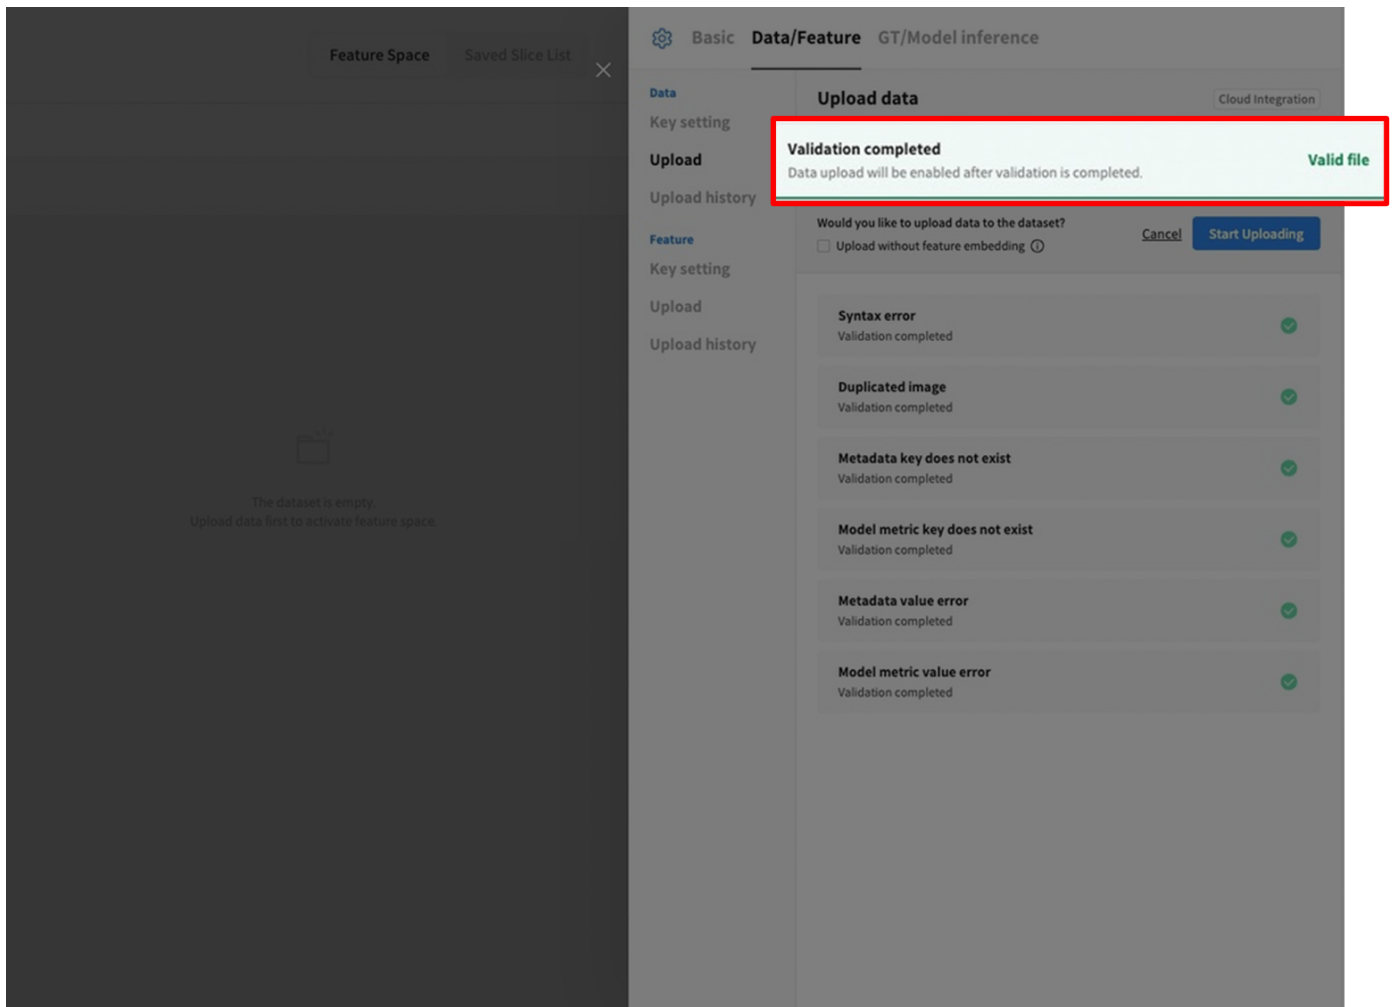 Feature Space
Saved Slice List
Basic
Data/Feature
GT/Model inference
Data
Key setting
Upload
Upload history
Feature
Key setting
Upload
Upload history
Upload data
Cloud Integration
Validation completed
Data upload will be enabled after validation is completed.
Valid file
Would you like to upload data to the dataset?
Upload without feature embedding
Cancel
Start Uploading
Syntax error
Validation completed
Duplicated image
Validation completed
Metadata key does not exist
Validation completed
Model metric key does not exist
Validation completed
Metadata value error
Validation completed
Model metric value error
Validation completed
The dataset is empty.
Upload data first to activate feature space.